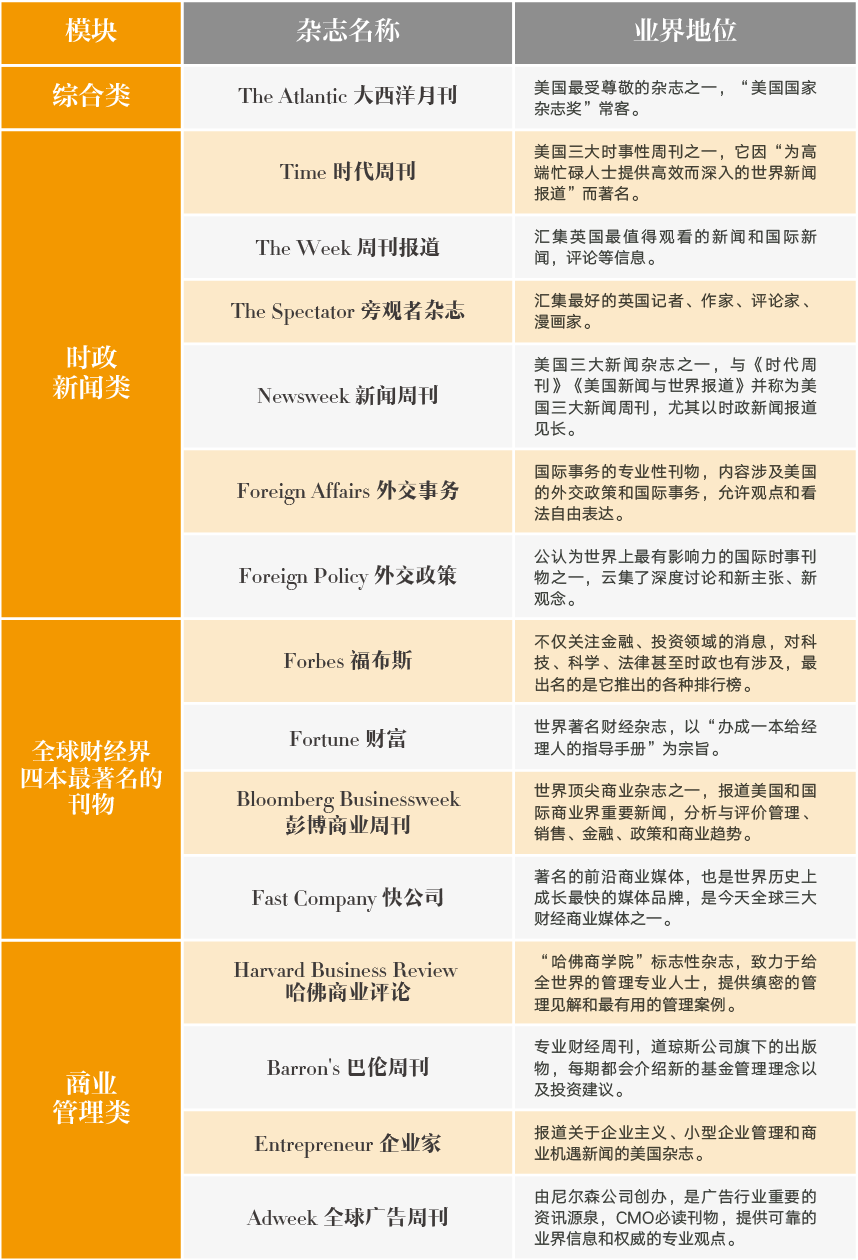 模块
杂志名称
业界地位
综合类
The Atlantic 大西洋月刊
美国最受尊敬的杂志之一，“美国国家
杂志奖”常客。
时政
新闻类
Time 时代周刊
美国三大时事性周刊之一，它因“为高
端忙碌人士提供高效而深入的世界新闻
报道”而著名。
The Week 周刊报道
汇集英国最值得观看的新闻和国际新
闻，评论等信息。
The Spectator 旁观者杂志
汇集最好的英国记者、作家、评论家、
漫画家。
Newsweek 新闻周刊
美国三大新闻杂志之一，与《时代周
刊》《美国新闻与世界报道》并称为美
国三大新闻周刊，尤其以时政新闻报道
见长。
Foreign Affairs 外交事务
国际事务的专业性刊物，内容涉及美国
的外交政策和国际事务，允许观点和看
法自由表达。
Foreign Policy 外交政策
公认为世界上最有影响力的国际时事刊
物之一，云集了深度讨论和新主张、新
观念。
全球财经界
四本最著名的
刊物
Forbes 福布斯
不仅关注金融、投资领域的消息，对科
技、科学、法律甚至时政也有涉及，最
出名的是它推出的各种排行榜。
Fortune 财富
世界著名财经杂志，以“办成一本给经
理人的指导手册”为宗旨。
Bloomberg Businessweek
彭博商业周刊
世界顶尖商业杂志之一，报道美国和国
国际商业界重要新闻，分析与评价管理、
销售、金融、政策和商业趋势。
Fast Company 快公司
著名的前沿商业媒体，也是世界历史上
成长最快的媒体品牌，是今天全球三大
财经商业媒体之一。
商业
管理类
Harvard Business Review
哈佛商业评论
“哈佛商学院”标志性杂志，致力于给
全世界的管理专业人士，提供缜密的管
理见解和最有用的管理案例。
Barron's 巴伦周刊
专业财经周刊，道琼斯公司旗下的出版
物，每期都会介绍新的基金管理理念以
及投资建议。
Entrepreneur 企业家
报道关于企业主义、小型企业管理和商
业机遇新闻的美国杂志。
Adweek 全球广告周刊
由尼尔森公司创办，是广告行业重要的
资讯源泉，CMO必读刊物，提供可靠的
业界信息和权威的专业观点。